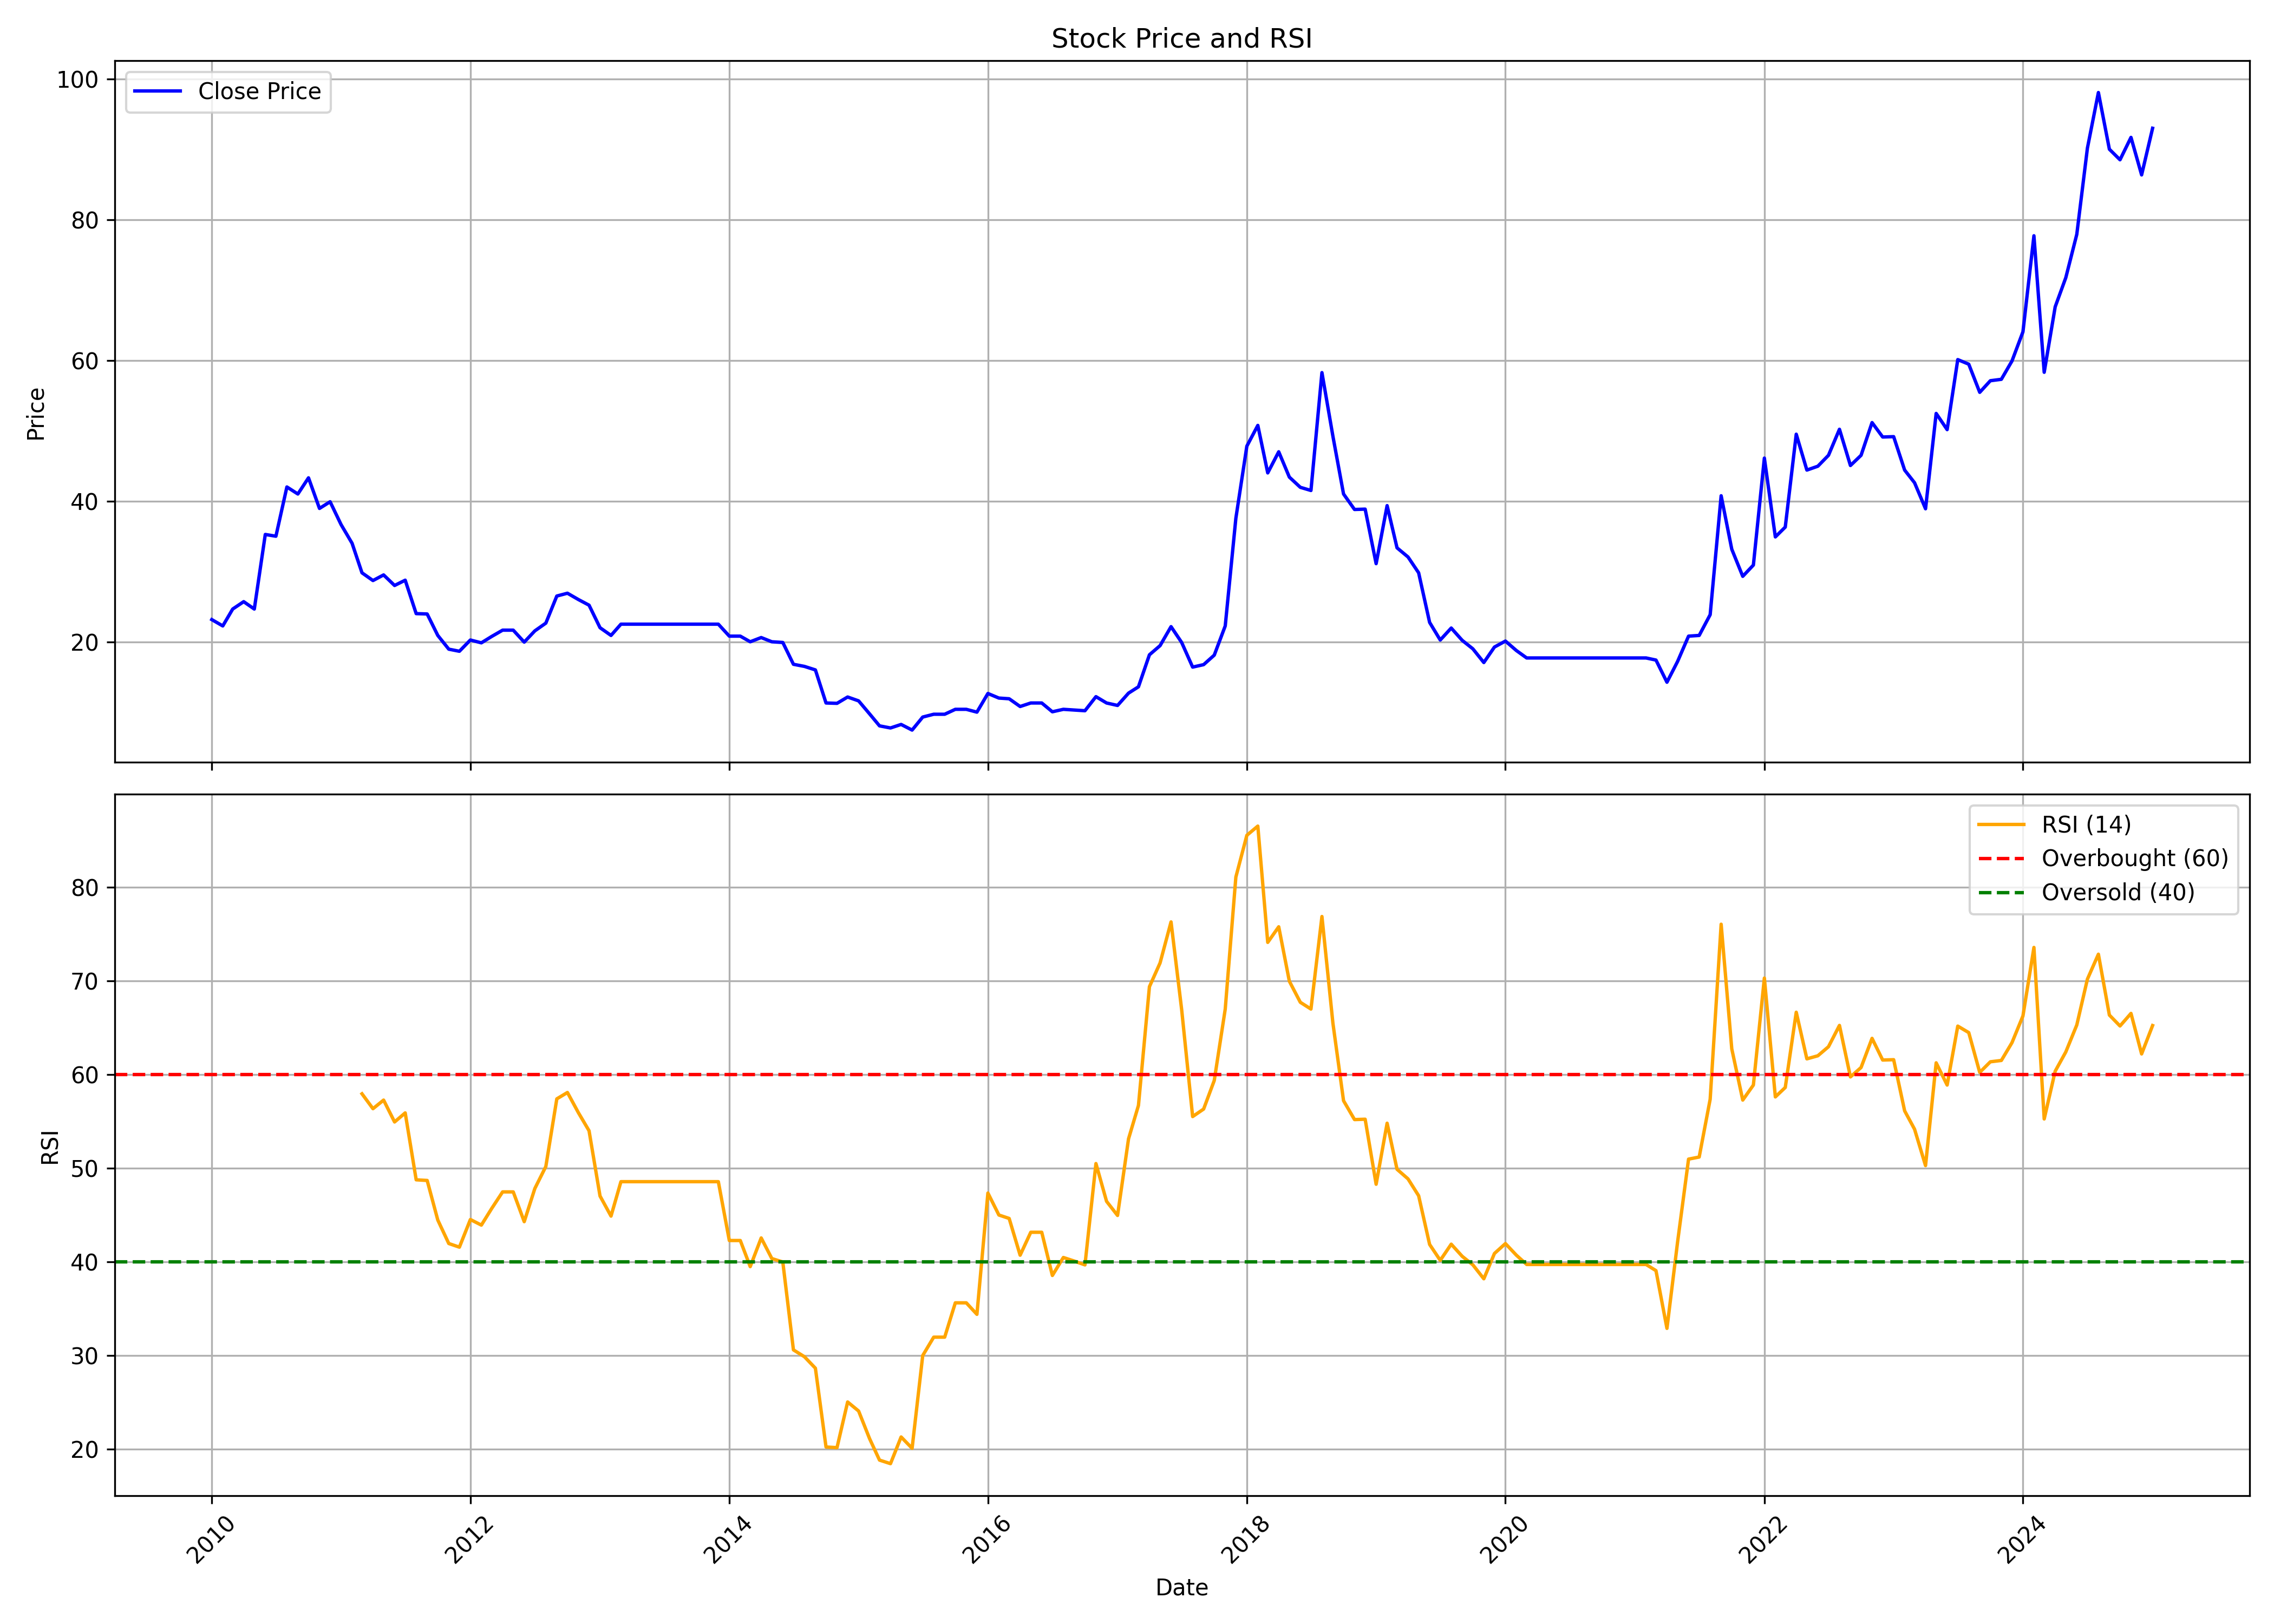 Stock Price and RSI
Close Price
100
80
60
40
20
Price
RSI (14)
Overbought (60)
Oversold (40)
80
70
60
50
40
30
20
RSI
2010
2012
2014
2016
2018
2020
2022
2024
Date